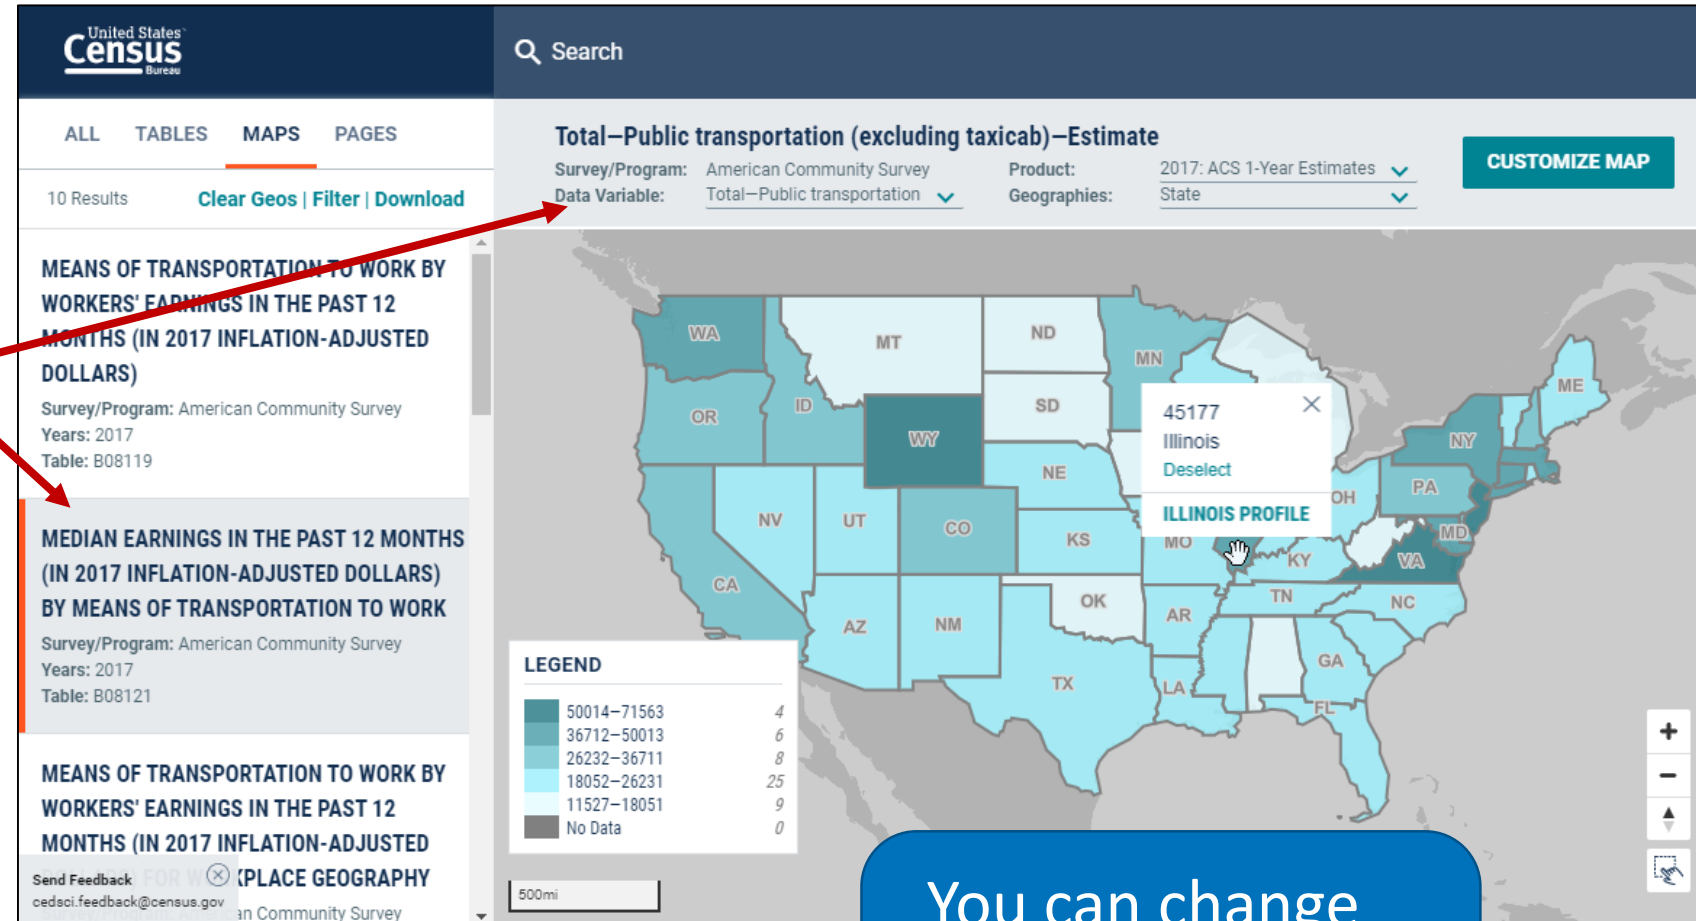 United States™
Census
Bureau
Search
ALL TABLES MAPS PAGES
10 Results Clear Geos | Filter | Download
Total—Public transportation (excluding taxicab)—Estimate
Survey/Program: American Community Survey Product: 2017: ACS 1-Year Estimates
Data Variable: Total—Public transportation Geographies: State
CUSTOMIZE MAP
MEANS OF TRANSPORTATION TO WORK BY
WORKERS' EARNINGS IN THE PAST 12
MONTHS (IN 2017 INFLATION-ADJUSTED
DOLLARS)
Survey/Program: American Community Survey
Years: 2017
Table: B08119
MEDIAN EARNINGS IN THE PAST 12 MONTHS
(IN 2017 INFLATION-ADJUSTED DOLLARS)
BY MEANS OF TRANSPORTATION TO WORK
Survey/Program: American Community Survey
Years: 2017
Table: B08121
MEANS OF TRANSPORTATION TO WORK BY
WORKERS' EARNINGS IN THE PAST 12
MONTHS (IN 2017 INFLATION-ADJUSTED
FOR KPLACE GEOGRAPHY
an Community Survey
Send Feedback
cedsci.feedback@census.gov
WA MT ND MN ME
OR ID WY SD NY
NE OH PA
NV UT CO KS MO KY MD VA
CA AZ NM OK AR TN NC
TX LA GA FL
45177
Illinois
Deselect
ILLINOIS PROFILE
LEGEND
50014—71563 4
36712—50013 6
26232—36711 8
18052—26231 25
11527—18051 9
No Data 0
500mi
You can change